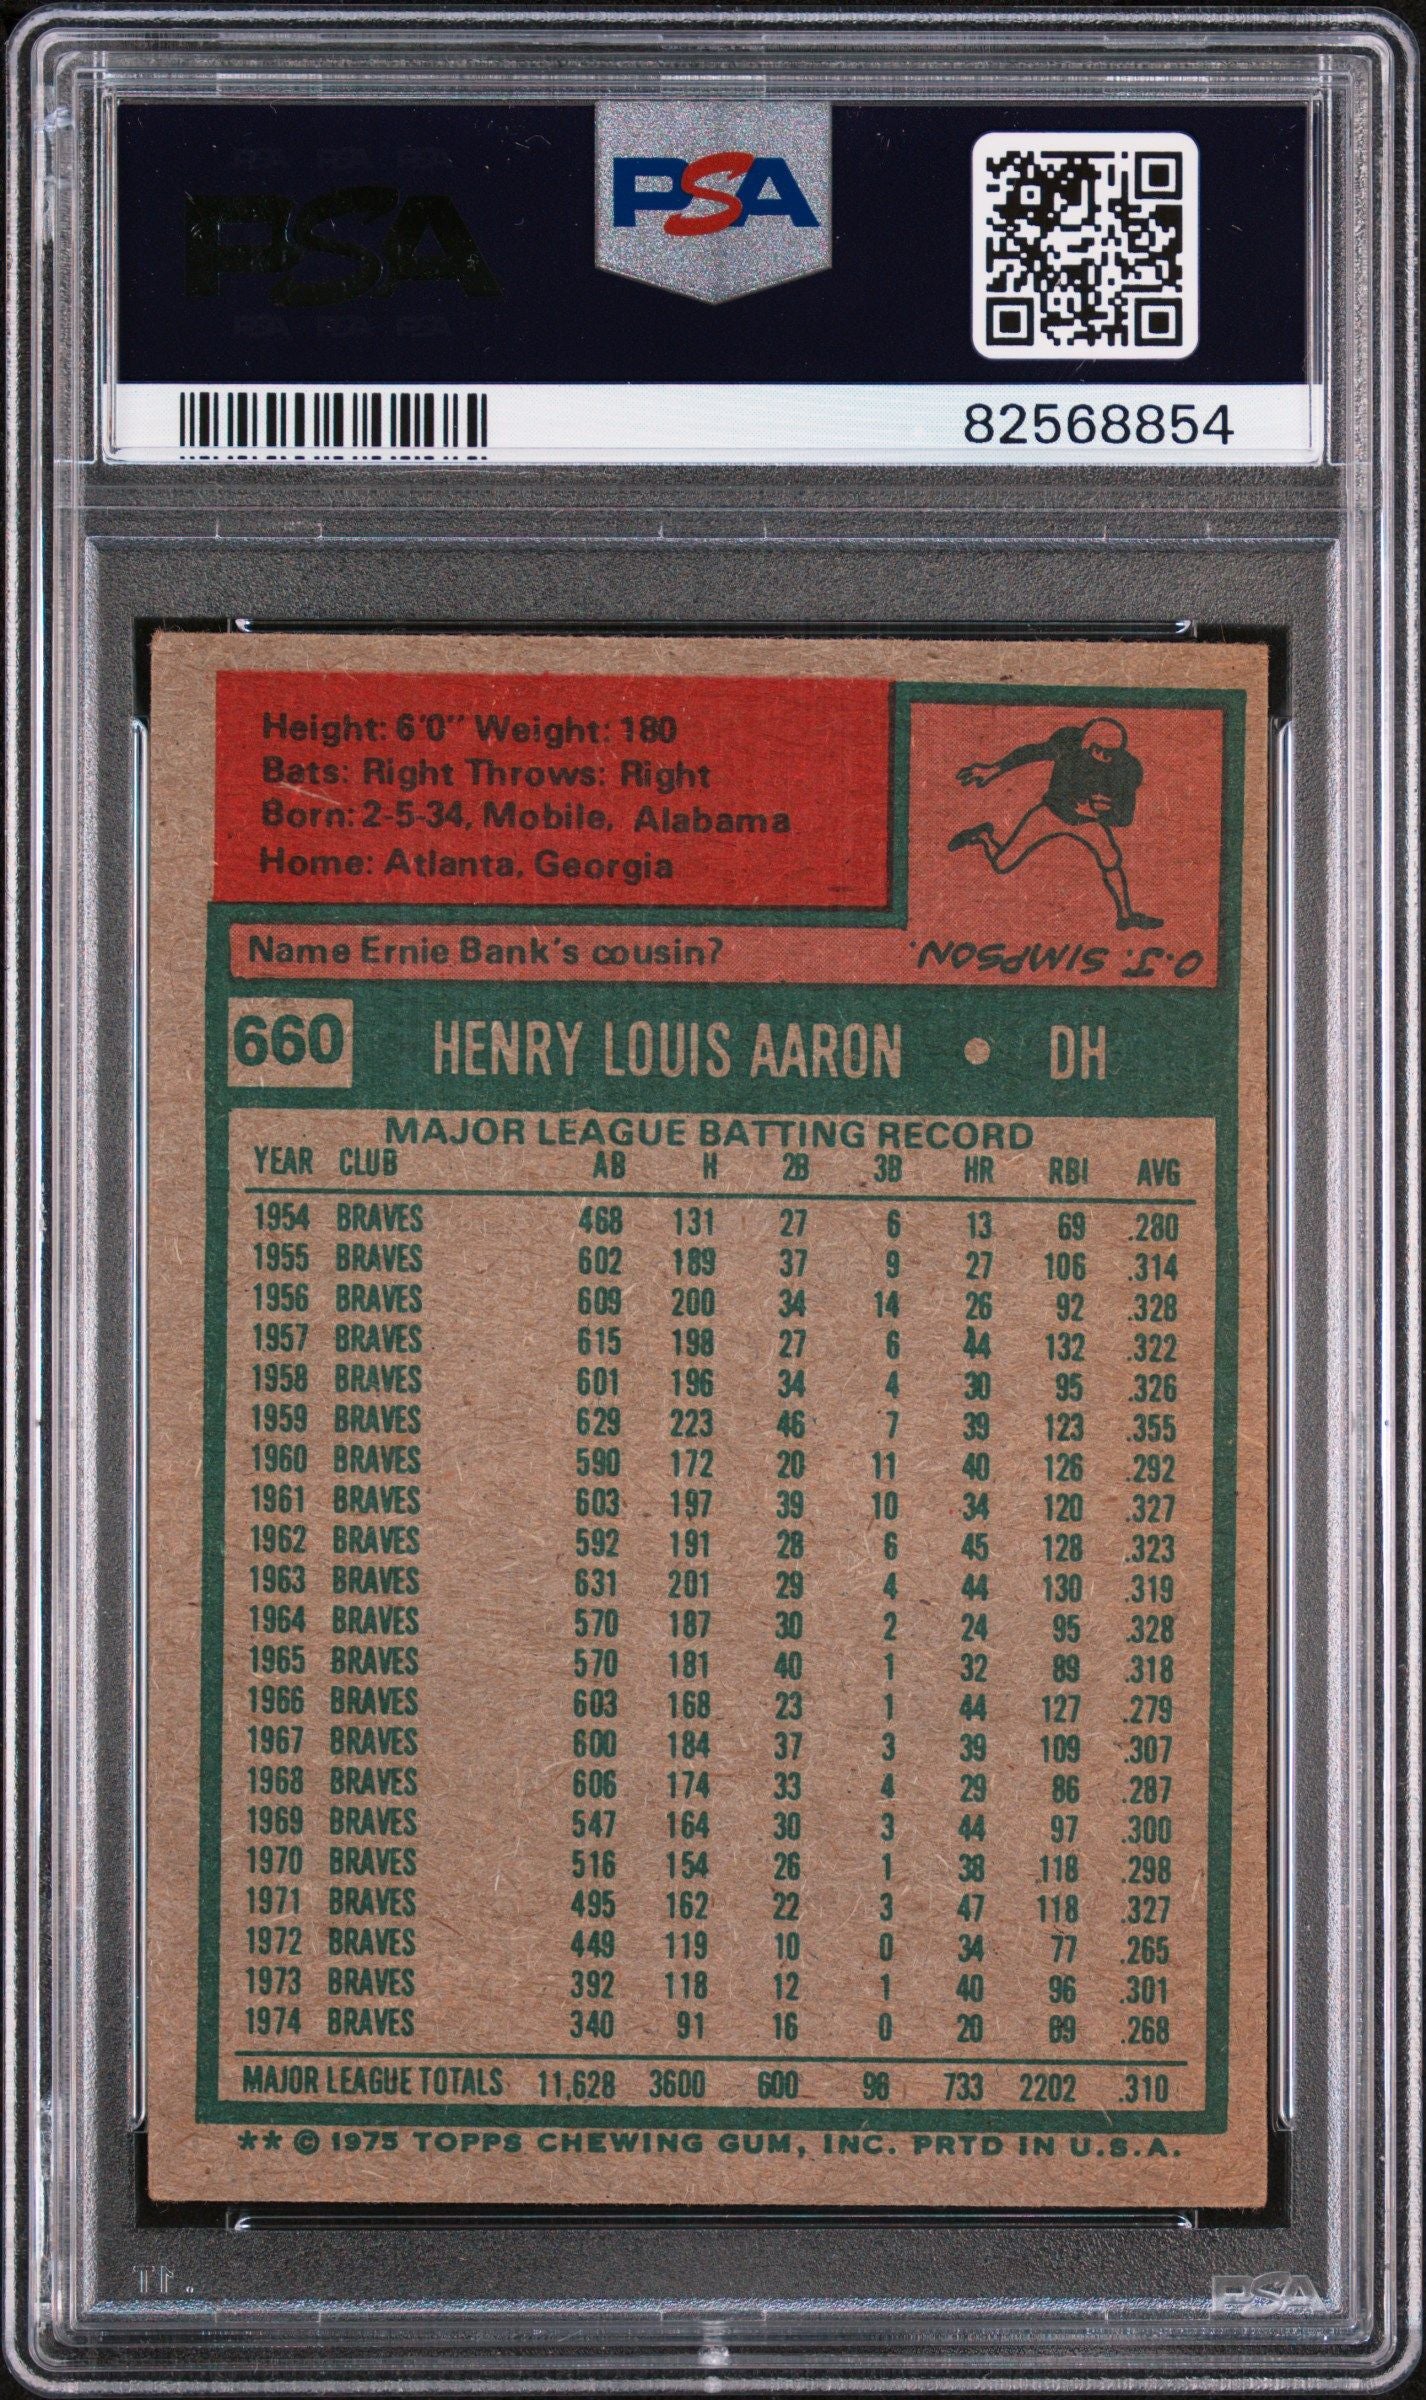 PSA PSA PSA
PSA
PSA PSA PSA
PSA
82568854
Height: 6'0" Weight: 180
Bats: Right Throws: Right
Born: 2-5-34, Mobile, Alabama
Home: Atlanta, Georgia
Name Ernie Bank's cousin?
O.J. SIMPSON.
660 HENRY LOUIS AARON • DH
MAJOR LEAGUE BATTING RECORD
YEAR CLUB AB H 2B 3B HR RBI AVG
1954 BRAVES 468 131 27 6 13 69 .280
1955 BRAVES 602 189 37 9 27 106 .314
1956 BRAVES 609 200 34 14 26 92 .328
1957 BRAVES 615 198 27 6 44 132 .322
1958 BRAVES 601 196 34 4 30 95 .326
1959 BRAVES 629 223 46 7 39 123 .355
1960 BRAVES 590 172 20 11 40 126 .292
1961 BRAVES 603 197 39 10 34 120 .327
1962 BRAVES 592 191 28 6 45 128 .323
1963 BRAVES 631 201 29 4 44 130 .319
1964 BRAVES 570 187 30 2 24 95 .328
1965 BRAVES 570 181 40 1 32 89 .318
1966 BRAVES 603 168 23 1 44 127 .279
1967 BRAVES 600 184 37 3 39 109 .307
1968 BRAVES 606 174 33 4 29 86 .287
1969 BRAVES 547 164 30 3 44 97 .300
1970 BRAVES 516 154 26 1 38 118 .298
1971 BRAVES 495 162 22 3 47 118 .327
1972 BRAVES 449 119 10 0 34 77 .265
1973 BRAVES 392 118 12 1 40 96 .301
1974 BRAVES 340 91 16 0 20 69 .268
MAJOR LEAGUE TOTALS 11,628 3600 600 96 733 2202 .310
** © 1975 TOPPS CHEWING GUM, INC. PRTD IN U.S.A.
PSA